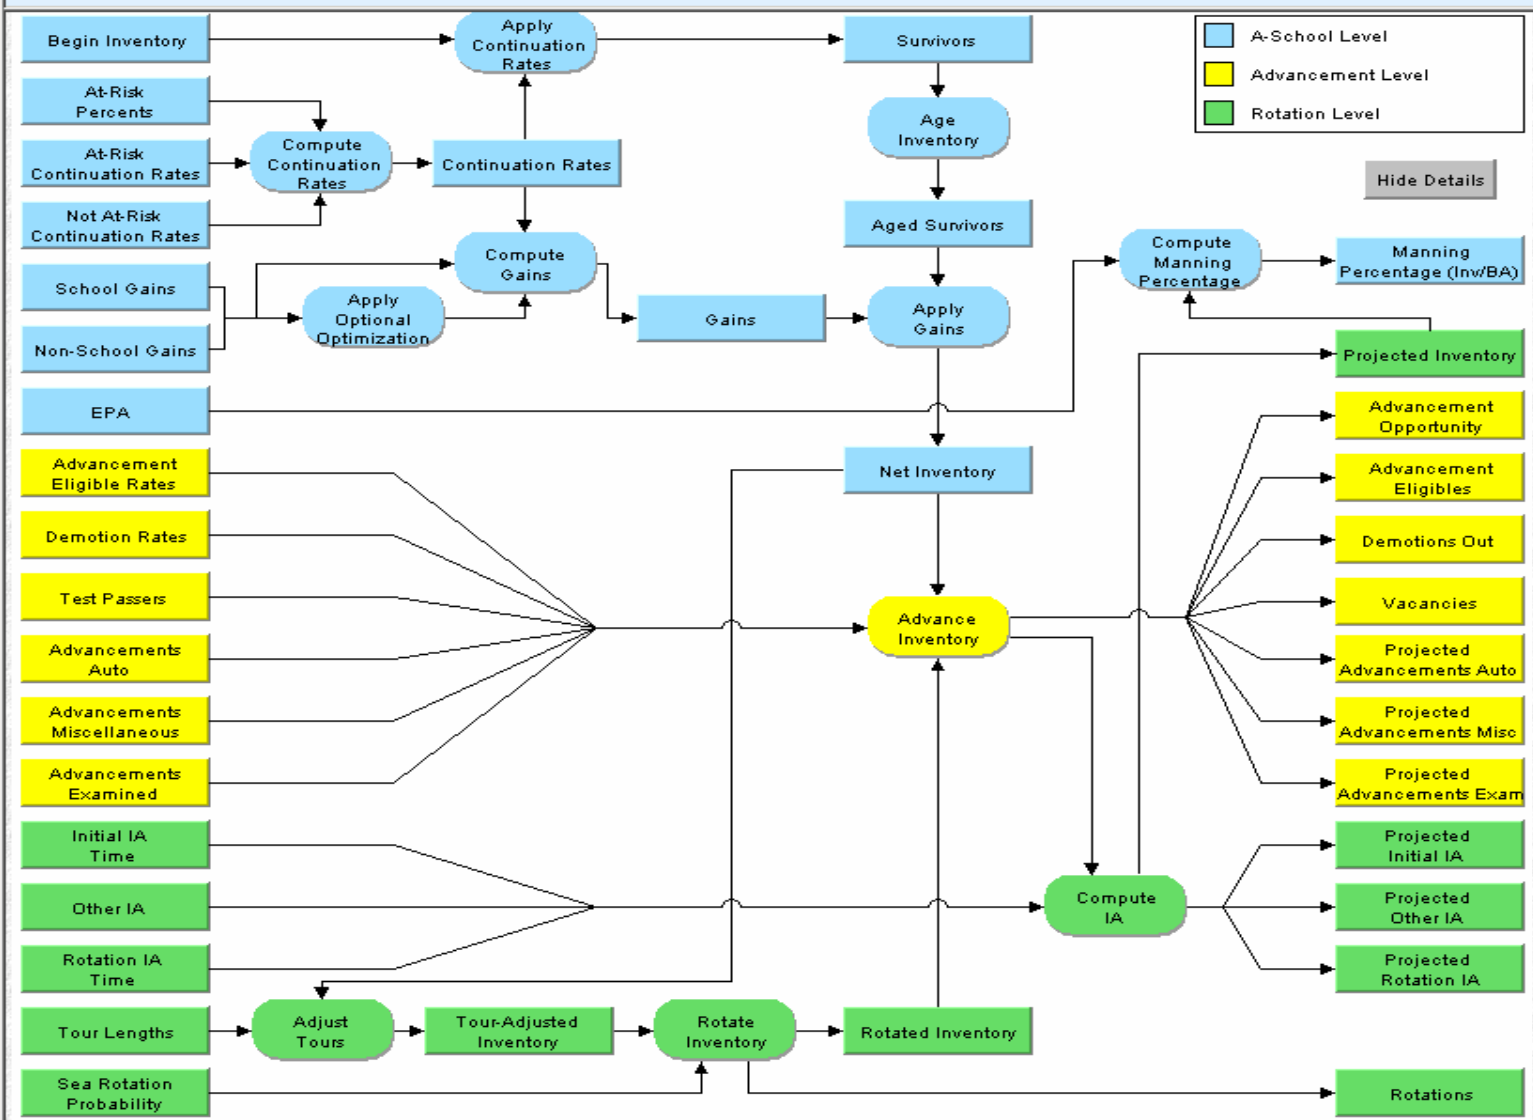 Begin Inventory
Apply
Continuation
Rates
Survivors
A-School Level
Advancement Level
Rotation Level
At-Risk
Percents
Age
Inventory
Compute
Continuation
Rates
At-Risk
Continuation Rates
Continuation Rates
Hide Details
Not At-Risk
Continuation Rates
Aged Survivors
Compute
Gains
Compute
Manning
Percentage
Manning
Percentage (Inv/BA)
School Gains
Apply
Optional
Optimization
Gains
Apply
Gains
Non-School Gains
Projected Inventory
EPA
Advancement
Opportunity
Advancement
Eligible Rates
Net Inventory
Advancement
Eligibles
Demotion Rates
Demotions Out
Test Passers
Advance
Inventory
Vacancies
Advancements
Auto
Projected
Advancements Auto
Advancements
Miscellaneous
Projected
Advancements Misc
Advancements
Examined
Projected
Advancements Exam
Initial IA
Time
Projected
Initial IA
Other IA
Compute
IA
Projected
Other IA
Rotation IA
Time
Projected
Rotation IA
Tour Lengths
Adjust
Tours
Tour-Adjusted
Inventory
Rotate
Inventory
Rotated Inventory
Sea Rotation
Probability
Rotations